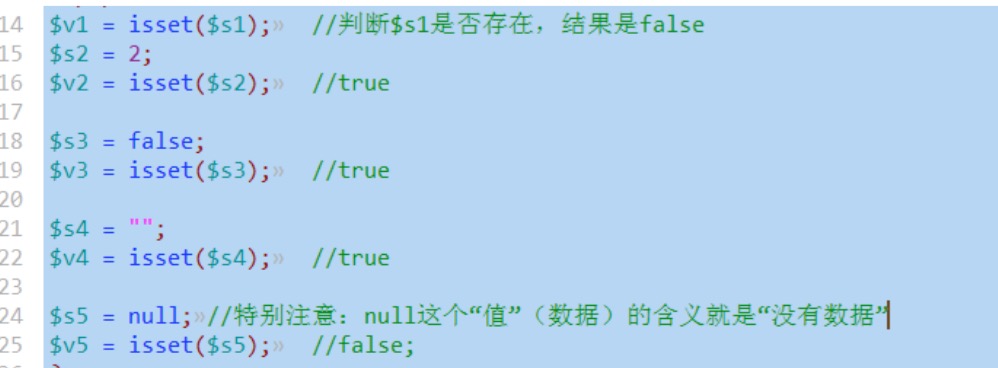 14 $v1 = isset($s1);» //判断$s1是否存在，结果是false
15 $s2 = 2;
16 $v2 = isset($s2);» //true
17
18 $s3 = false;
19 $v3 = isset($s3);» //true
20
21 $s4 = "";
22 $v4 = isset($s4);» //true
23
24 $s5 = null;»//特别注意：null这个“值”（数据）的含义就是“没有数据”
25 $v5 = isset($s5);» //false;